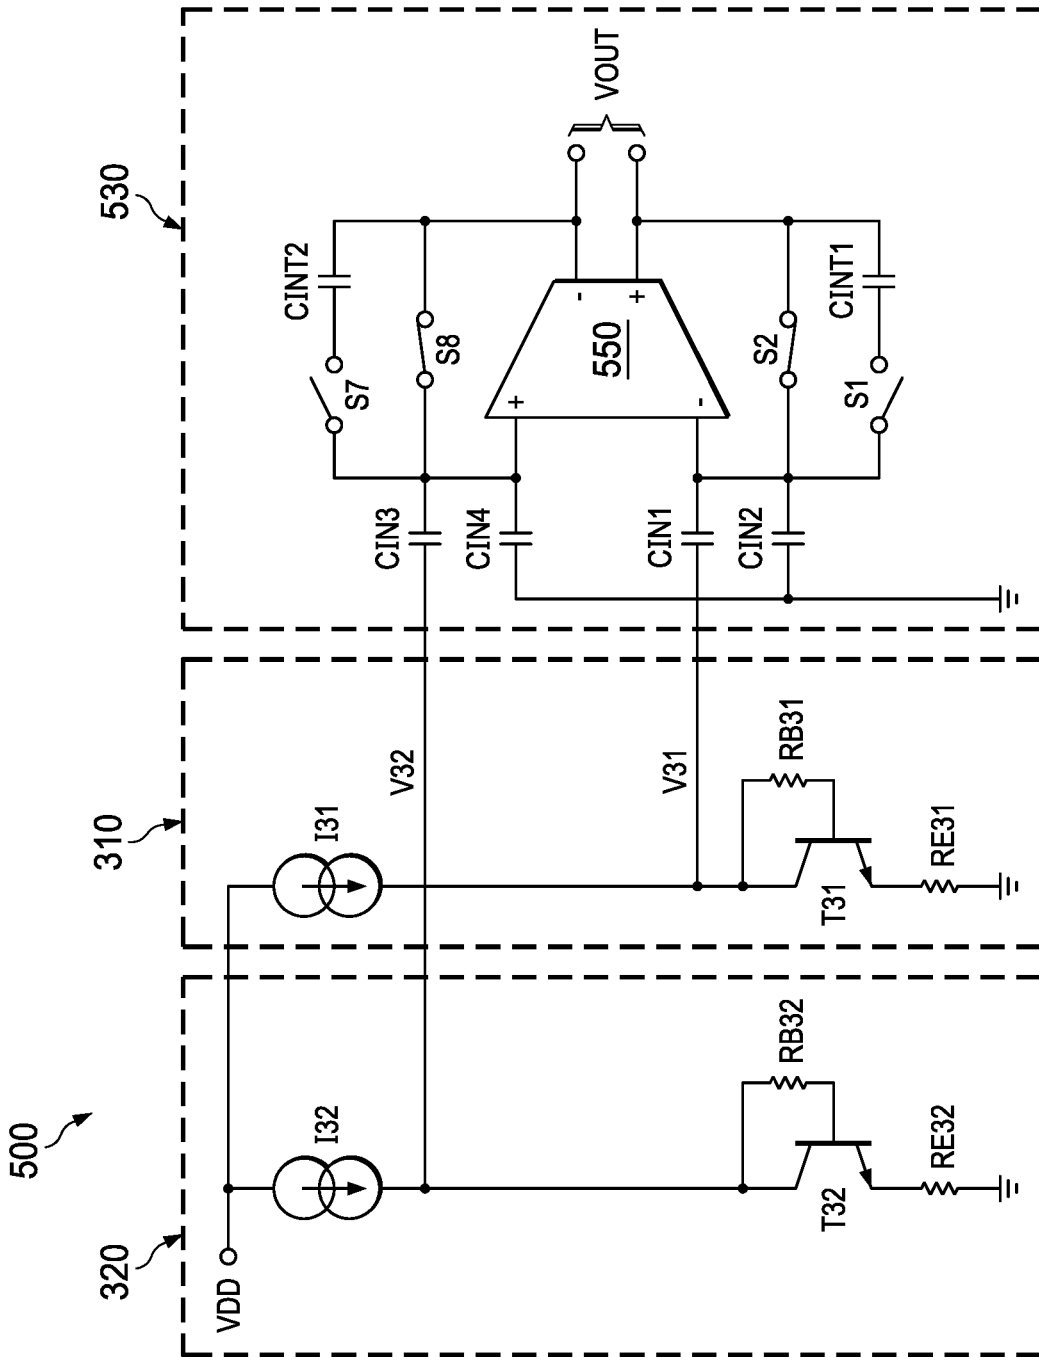 500
320
310
530
VDD
I32
I31
V32
V31
RB32
RB31
T32
T31
RE32
RE31
CINT2
S7
S8
CIN3
CIN4
CIN1
CIN2
+
-
-
+
550
S2
S1
CINT1
VOUT